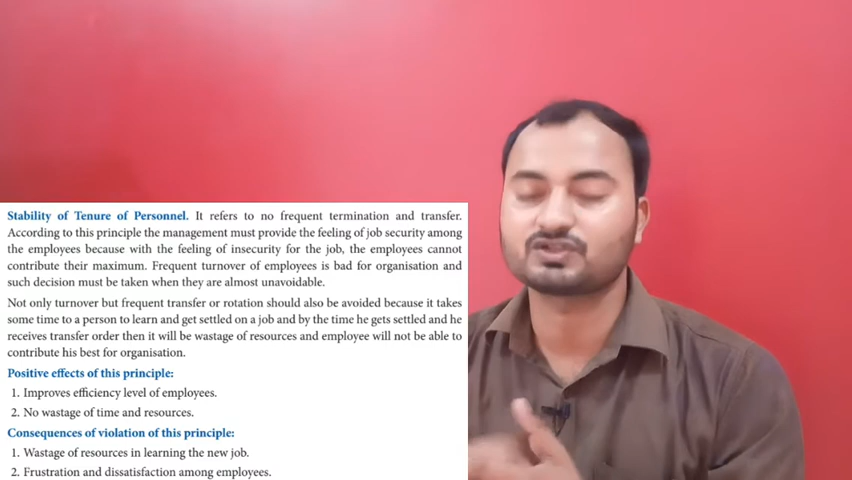 Stability of Tenure of Personnel. It refers to no frequent termination and transfer.
According to this principle the management must provide the feeling of job security among
the employees because with the feeling of insecurity for the job, the employees cannot
contribute their maximum. Frequent turnover of employees is bad for organisation and
such decision must be taken when they are almost unavoidable.
Not only turnover but frequent transfer or rotation should also be avoided because it takes
some time to a person to learn and get settled on a job and by the time he gets settled and he
receives transfer order then it will be wastage of resources and employee will not be able to
contribute his best for organisation.
Positive effects of this principle:
1. Improves efficiency level of employees.
2. No wastage of time and resources.
Consequences of violation of this principle:
1. Wastage of resources in learning the new job.
2. Frustration and dissatisfaction among employees.